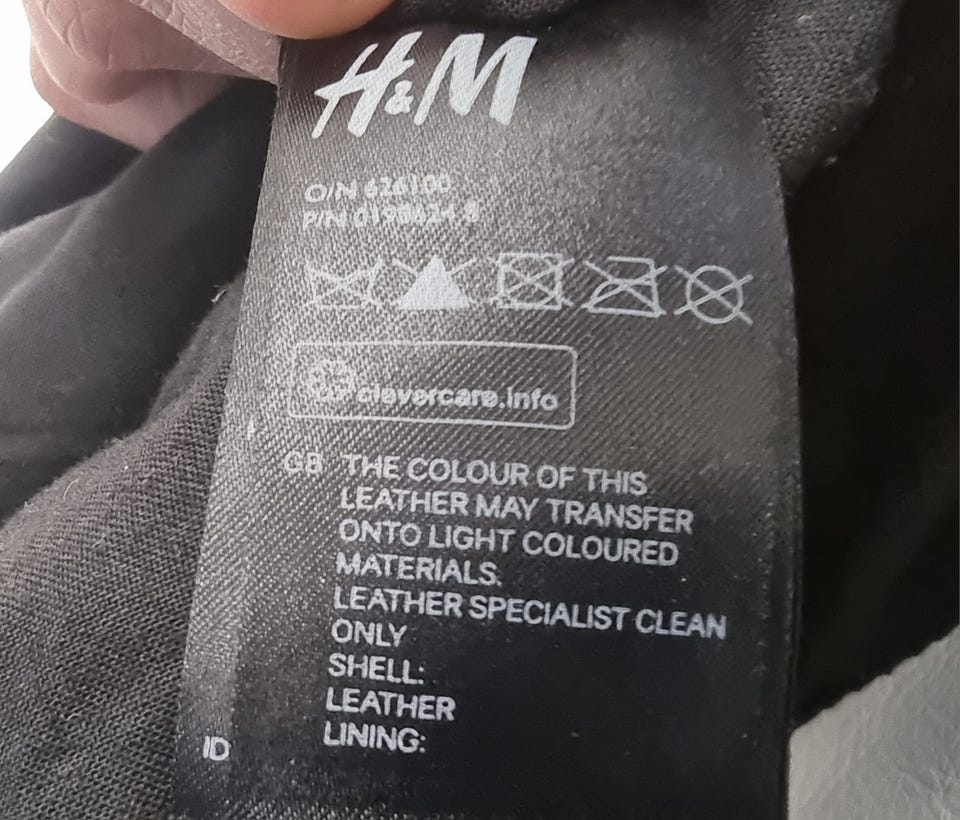 H&M
O/N 626100
P/N
clevercare.info
GB THE COLOUR OF THIS
LEATHER MAY TRANSFER
ONTO LIGHT COLOURED
MATERIALS.
LEATHER SPECIALIST CLEAN
ONLY
SHELL:
LEATHER
LINING:
ID